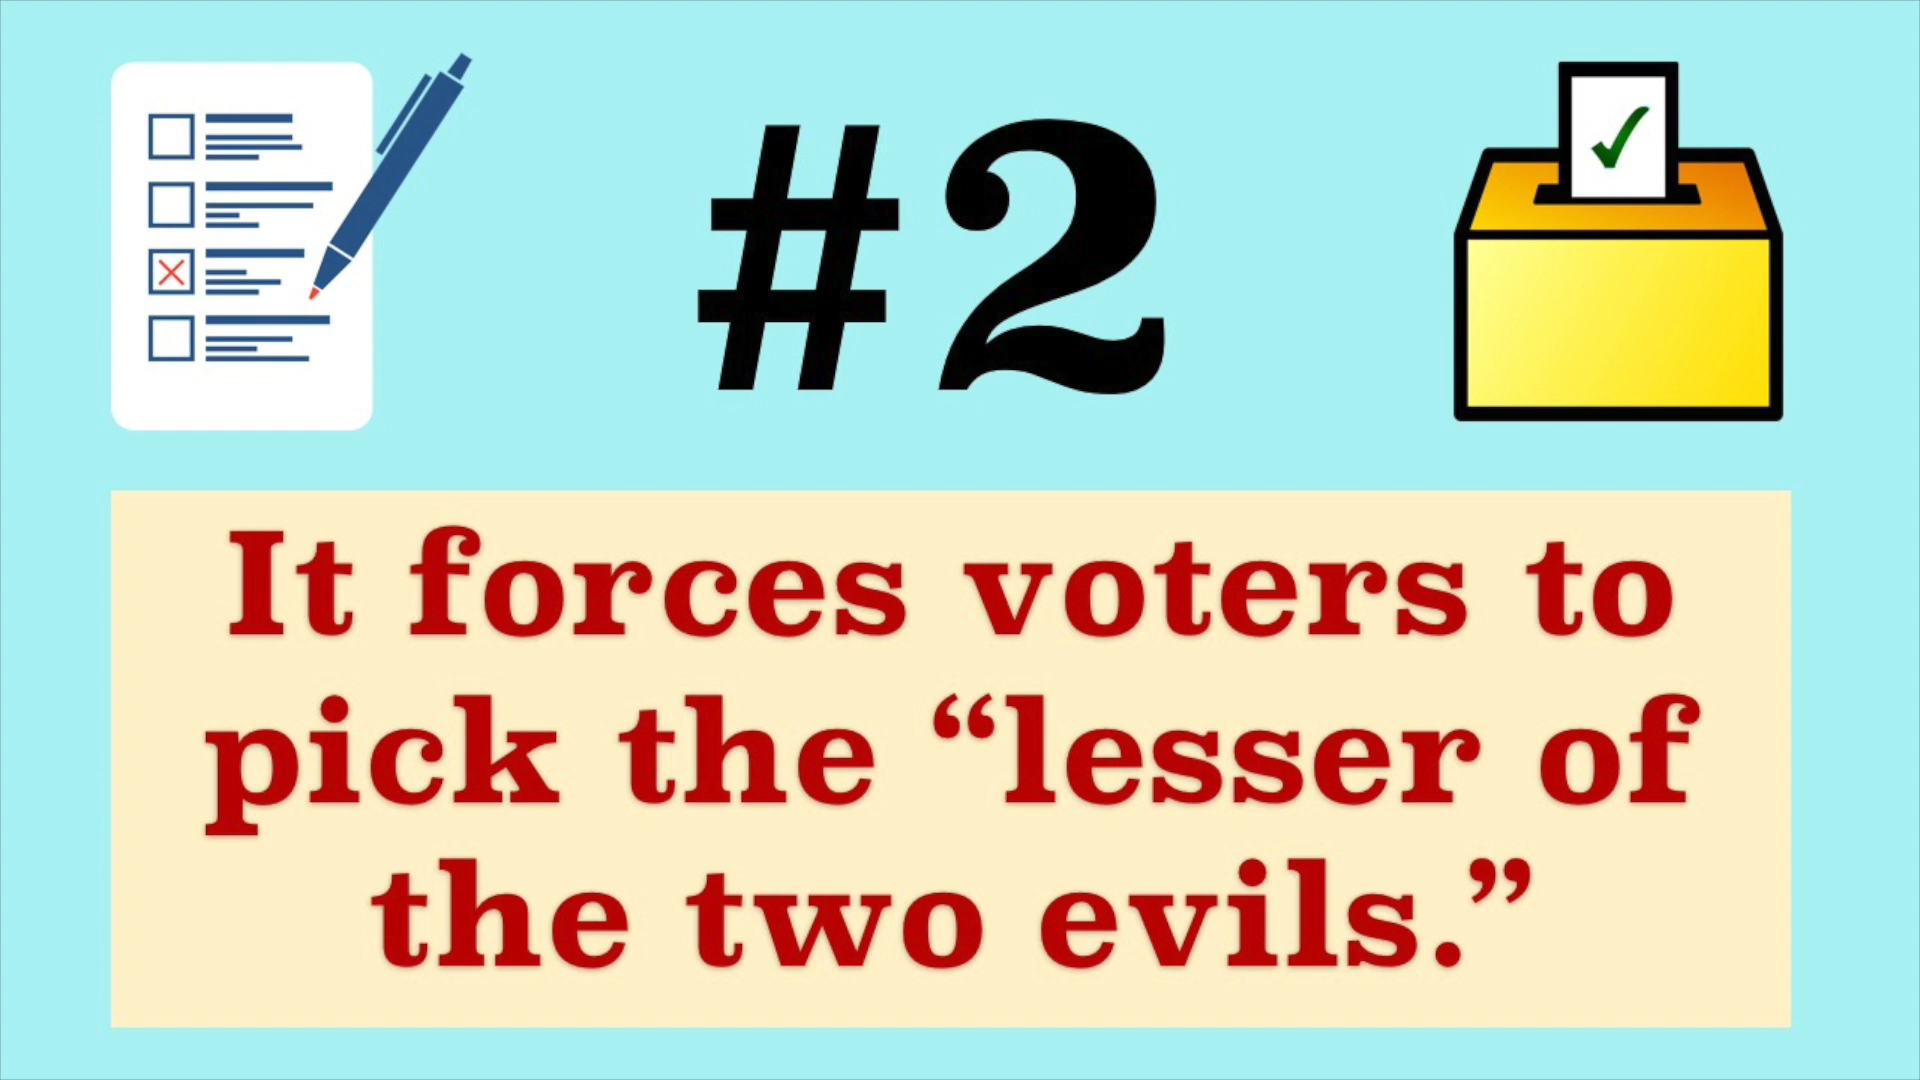 #2
It forces voters to
pick the “lesser of
the two evils.”